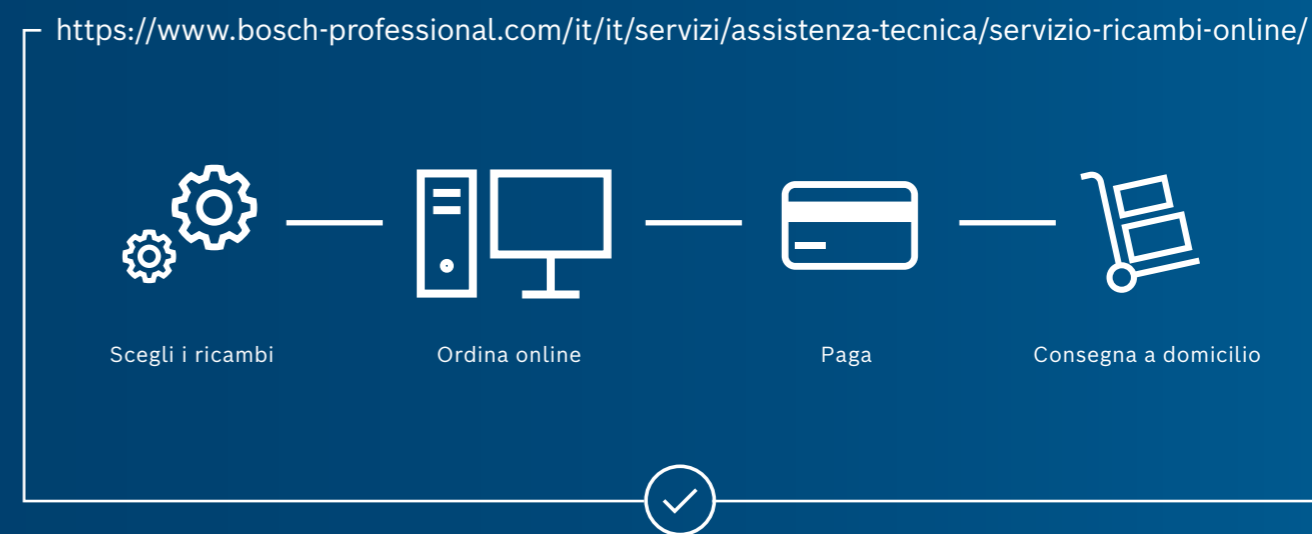 https://www.bosch-professional.com/it/it/servizi/assistenza-tecnica/servizio-ricambi-online/
Scegli i ricambi
Ordina online
Paga
Consegna a domicilio